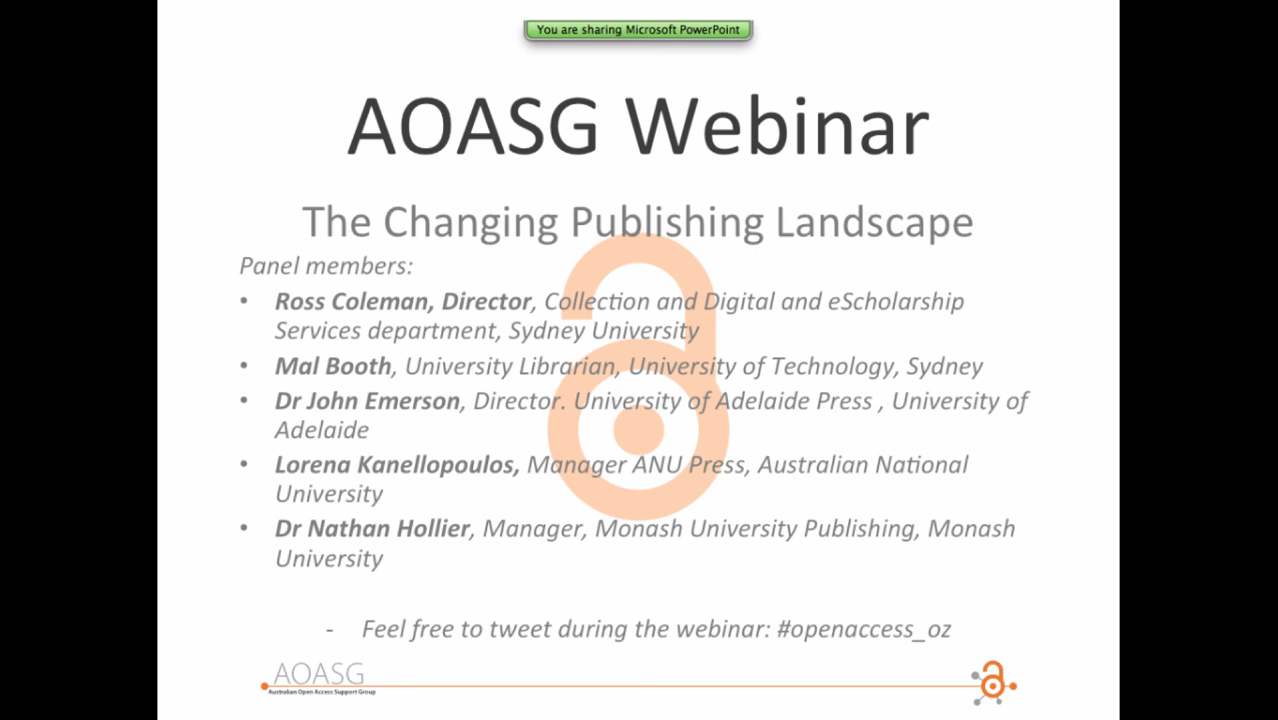 You are sharing Microsoft PowerPoint
AOASG Webinar
The Changing Publishing Landscape
Panel members:
• Ross Coleman, Director, Collection and Digital and eScholarship
Services department, Sydney University
• Mal Booth, University Librarian, University of Technology, Sydney
• Dr John Emerson, Director. University of Adelaide Press , University of
Adelaide
• Lorena Kanellopoulos, Manager ANU Press, Australian National
University
• Dr Nathan Hollier, Manager, Monash University Publishing, Monash
University
- Feel free to tweet during the webinar: #openaccess_oz
AOASG
Australian Open Access Support Group